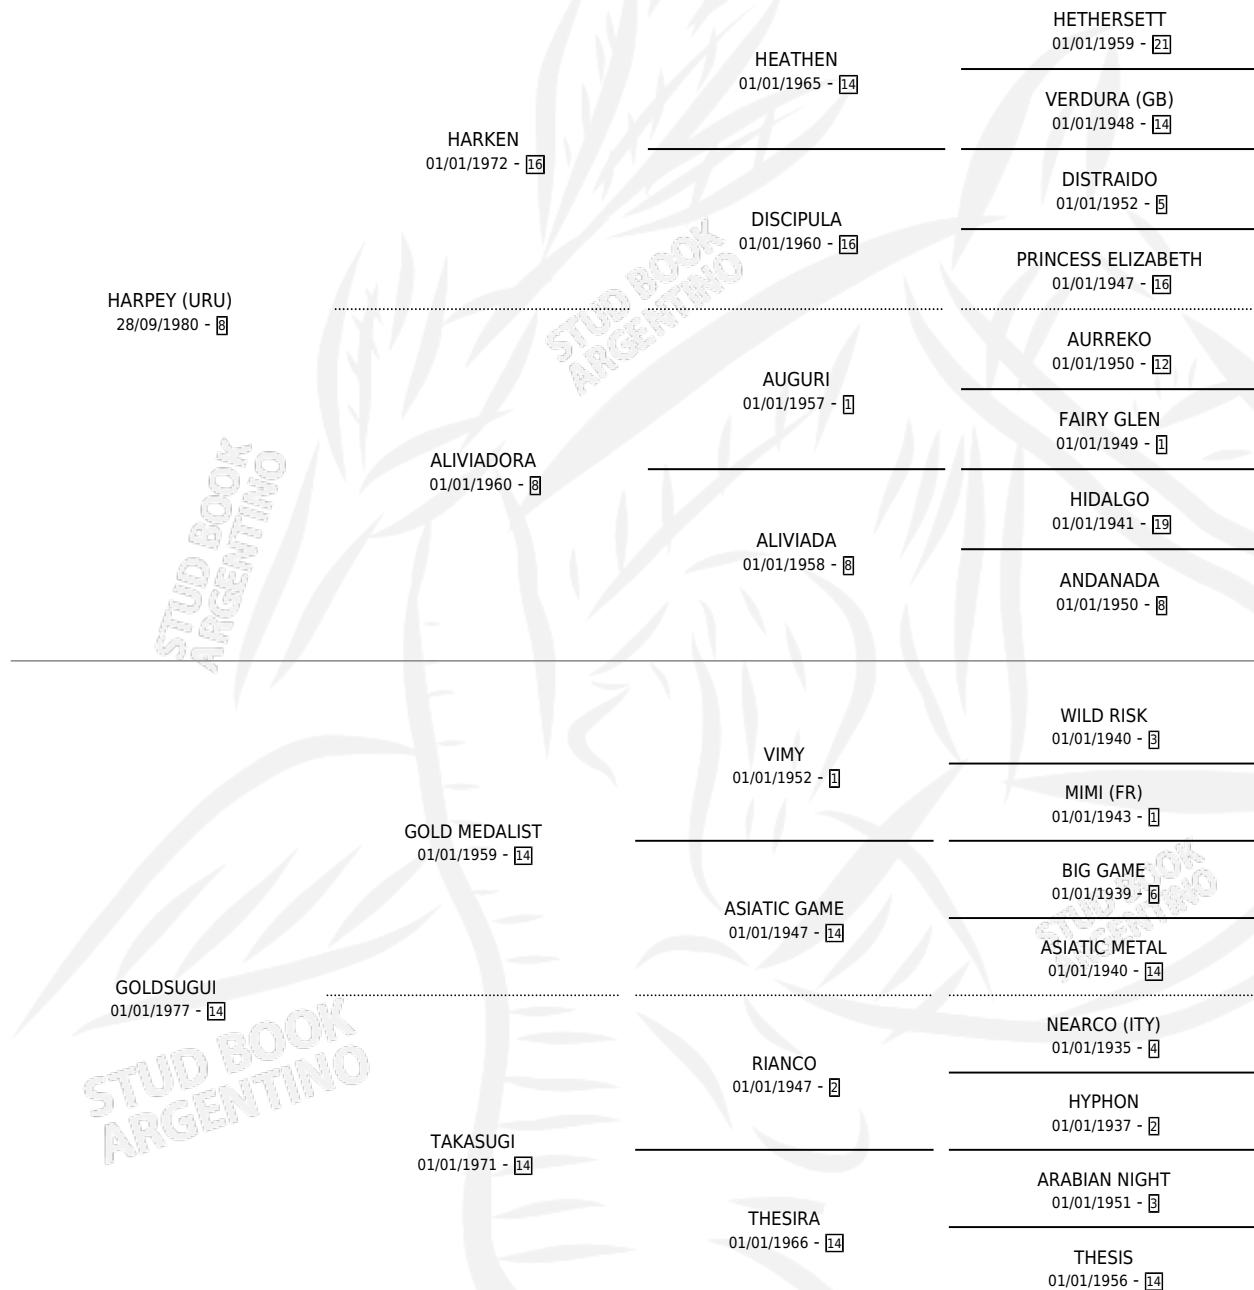 HETHERSETT
01/01/1959 - 21
HEATHEN
01/01/1965 - 14
VERDURA (GB)
01/01/1948 - 14
HARKEN
01/01/1972 - 16
DISTRAIDO
01/01/1952 - 5
DISCIPULA
01/01/1960 - 16
PRINCESS ELIZABETH
01/01/1947 - 16
HARPEY (URU)
28/09/1980 - 8
STUD BOOK
ARGENTINO
AURREKO
01/01/1950 - 12
AUGURI
01/01/1957 - 1
FAIRY GLEN
01/01/1949 - 1
ALIVIADORA
01/01/1960 - 8
HIDALGO
01/01/1941 - 19
ALIVIADA
01/01/1958 - 8
ANDANADA
01/01/1950 - 8
STUD BOOK
ARGENTINO
WILD RISK
01/01/1940 - 3
VIMY
01/01/1952 - 1
MIMI (FR)
01/01/1943 - 1
GOLD MEDALIST
01/01/1959 - 14
BIG GAME
01/01/1939 - 6
ASIATIC GAME
01/01/1947 - 14
STUD BOOK
ARGENTINO
ASIATIC METAL
01/01/1940 - 14
GOLDSUGUI
01/01/1977 - 14
STUD BOOK
ARGENTINO
NEARCO (ITY)
01/01/1935 - 4
RIANCO
01/01/1947 - 2
HYPHON
01/01/1937 - 2
TAKASUGI
01/01/1971 - 14
ARABIAN NIGHT
01/01/1951 - 3
THESIRA
01/01/1966 - 14
THESIS
01/01/1956 - 14